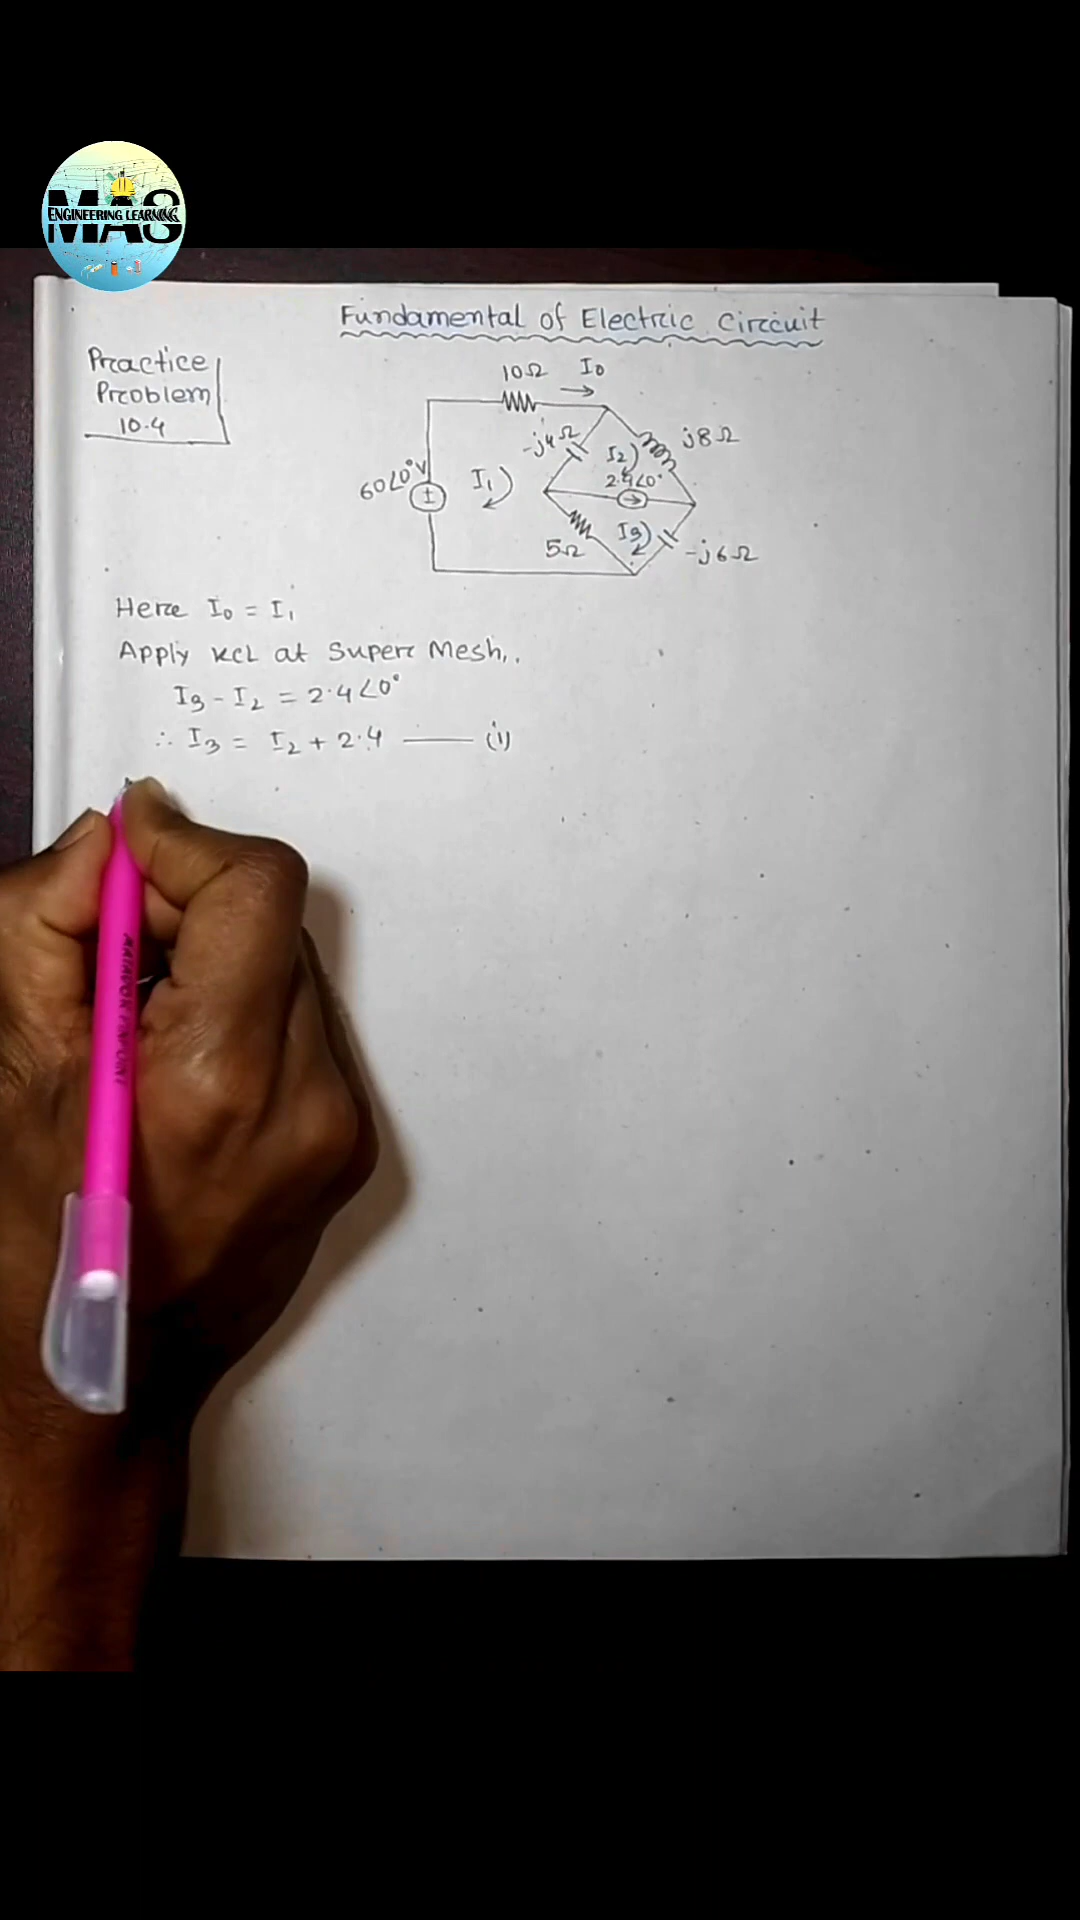 MAS
ENGINEERING LEARNING
Fundamental of Electric Circuit
Practice
Problem
10.4
10Ω I₀
-j4Ω
j8Ω
I₂
2.4∠0°
60∠0°V
I₁
±
5Ω
I₃
-j6Ω
Here I₀ = I₁
Apply KCL at Super Mesh,.
I₃ - I₂ = 2.4∠0°
∴ I₃ = I₂ + 2.4 —— (i)